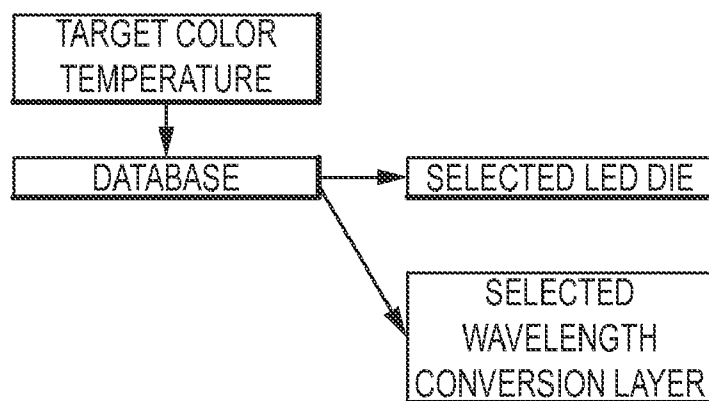 TARGET COLOR
TEMPERATURE
DATABASE
SELECTED LED DIE
SELECTED
WAVELENGTH
CONVERSION LAYER